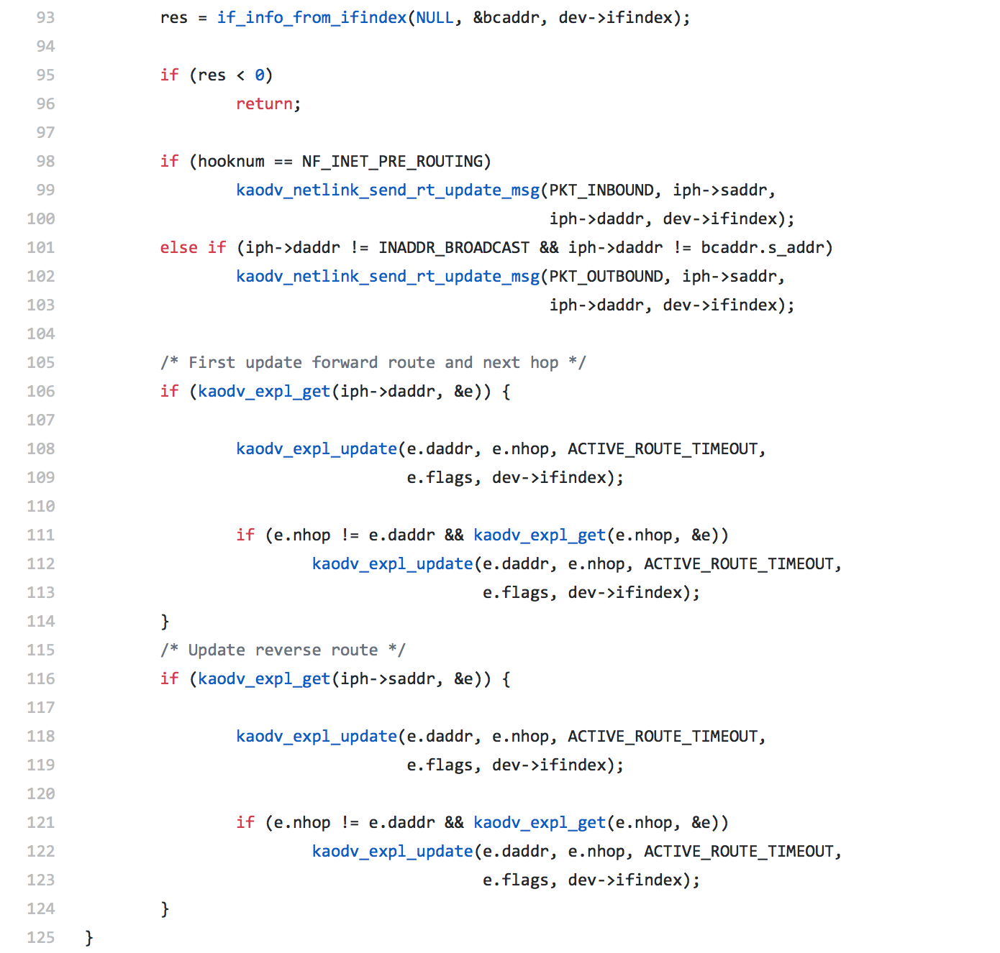 93 res = if_info_from_ifindex(NULL, &bcaddr, dev->ifindex);
94
95 if (res < 0)
96 return;
97
98 if (hooknum == NF_INET_PRE_ROUTING)
99 kaodv_netlink_send_rt_update_msg(PKT_INBOUND, iph->saddr,
100 iph->daddr, dev->ifindex);
101 else if (iph->daddr != INADDR_BROADCAST && iph->daddr != bcaddr.s_addr)
102 kaodv_netlink_send_rt_update_msg(PKT_OUTBOUND, iph->saddr,
103 iph->daddr, dev->ifindex);
104
105 /* First update forward route and next hop */
106 if (kaodv_expl_get(iph->daddr, &e)) {
107
108 kaodv_expl_update(e.daddr, e.nhop, ACTIVE_ROUTE_TIMEOUT,
109 e.flags, dev->ifindex);
110
111 if (e.nhop != e.daddr && kaodv_expl_get(e.nhop, &e))
112 kaodv_expl_update(e.daddr, e.nhop, ACTIVE_ROUTE_TIMEOUT,
113 e.flags, dev->ifindex);
114 }
115 /* Update reverse route */
116 if (kaodv_expl_get(iph->saddr, &e)) {
117
118 kaodv_expl_update(e.daddr, e.nhop, ACTIVE_ROUTE_TIMEOUT,
119 e.flags, dev->ifindex);
120
121 if (e.nhop != e.daddr && kaodv_expl_get(e.nhop, &e))
122 kaodv_expl_update(e.daddr, e.nhop, ACTIVE_ROUTE_TIMEOUT,
123 e.flags, dev->ifindex);
124 }
125 }